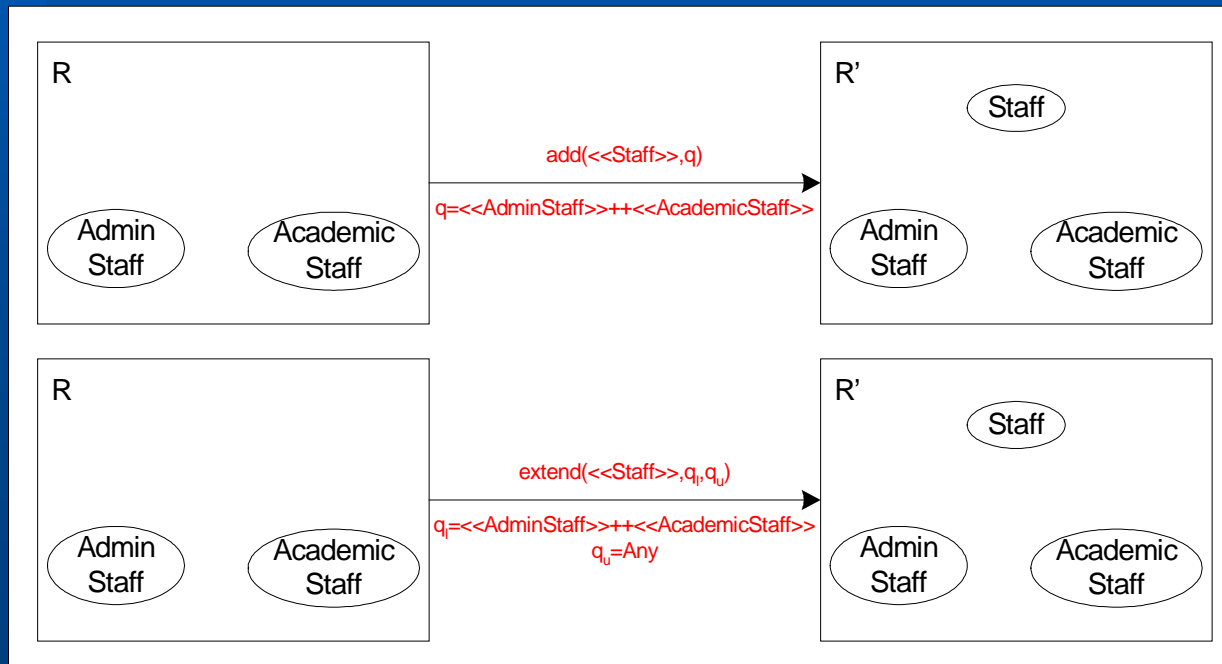 R
R'
Staff
add(<<Staff>>,q)
q=<<AdminStaff>>++<<AcademicStaff>>
Admin
Staff
Academic
Staff
Admin
Staff
Academic
Staff
R
R'
Staff
extend(<<Staff>>,qₗ,qᵤ)
qₗ=<<AdminStaff>>++<<AcademicStaff>>
qᵤ=Any
Admin
Staff
Academic
Staff
Admin
Staff
Academic
Staff